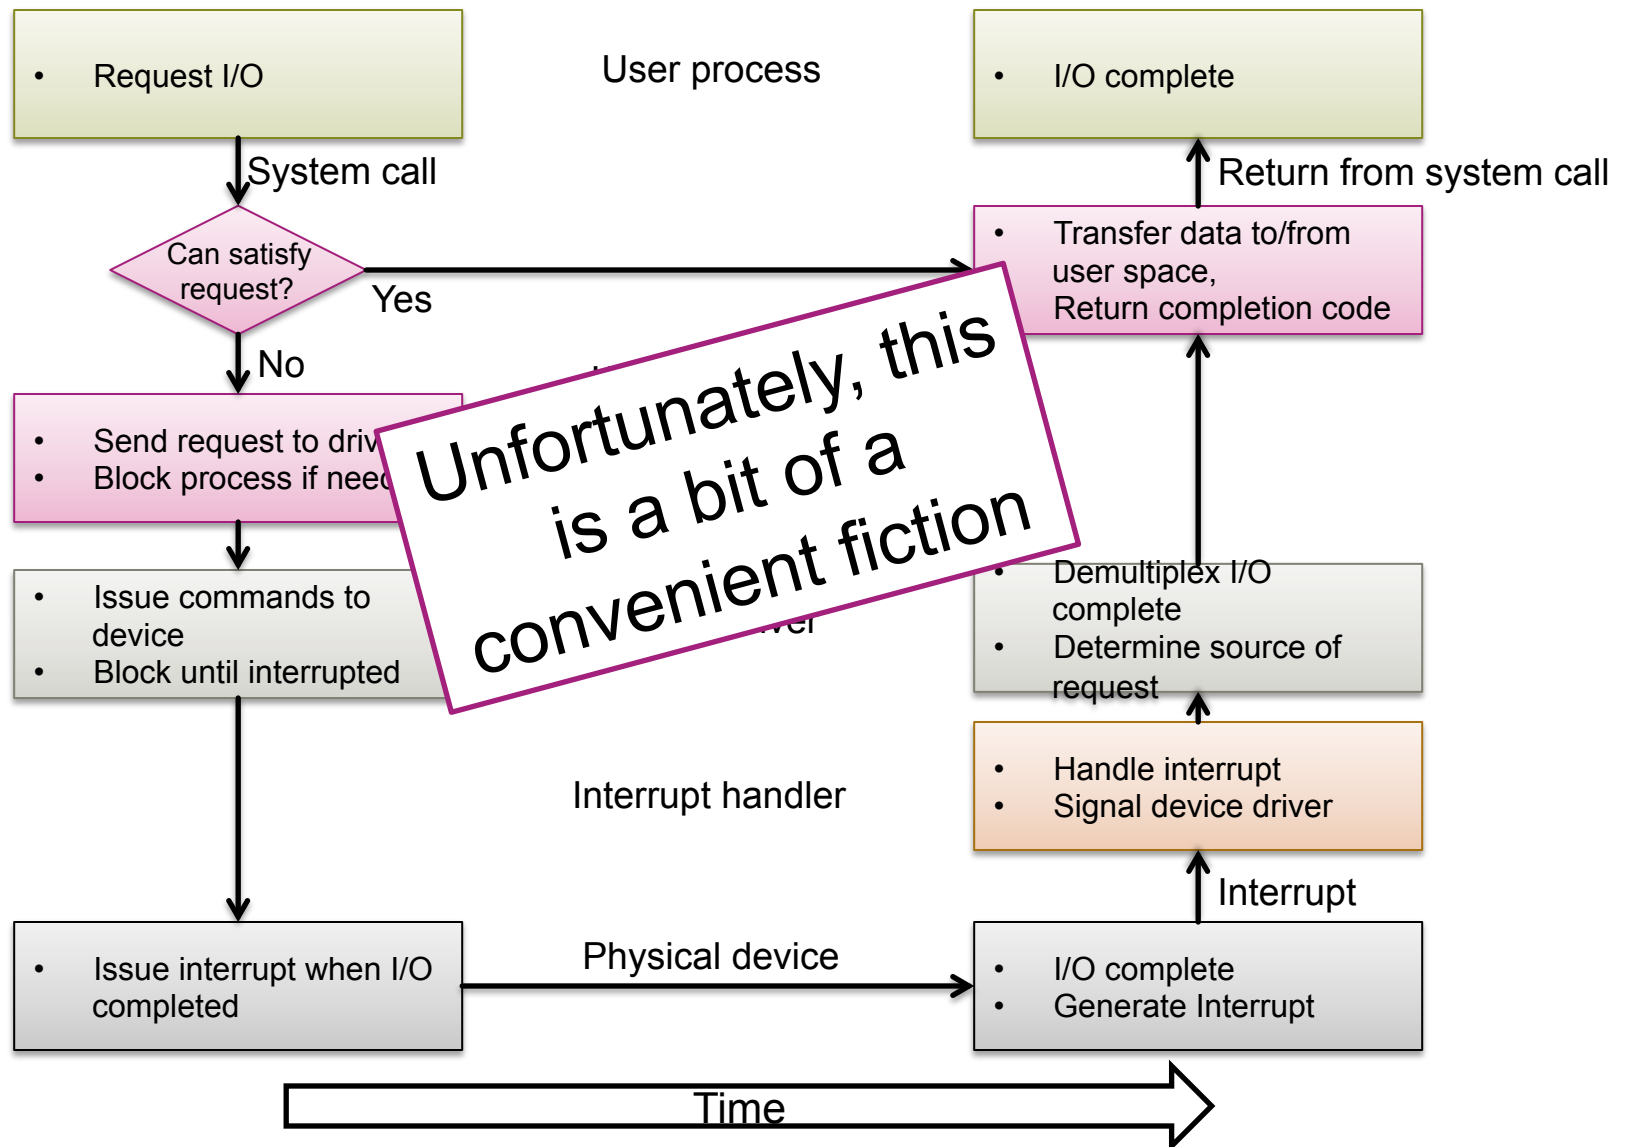 • Request I/O
User process
• I/O complete
System call
Return from system call
Can satisfy
request?
Yes
• Transfer data to/from
user space,
Return completion code
No
• Send request to
• Block process if
Unfortunately, this
is a bit of a
convenient fiction
• Issue commands to
device
• Block until interrupted
• Demultiplex I/O
complete
• Determine source of
request
Interrupt handler
• Handle interrupt
• Signal device driver
Interrupt
• Issue interrupt when I/O
completed
Physical device
• I/O complete
• Generate Interrupt
Time